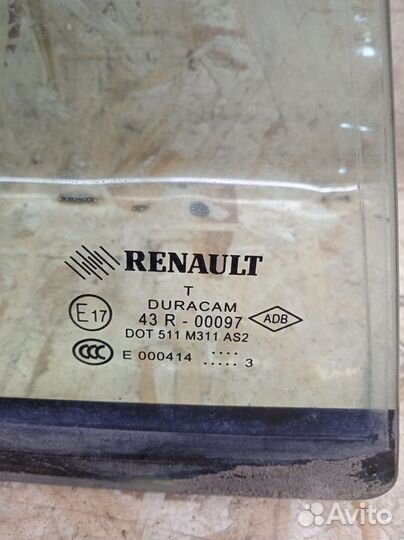 RENAULT
T
DURACAM
E17 43 R - 00097 ADB
DOT 511 M311 AS2
CCC E 000414 ..... 3
.....
Avito